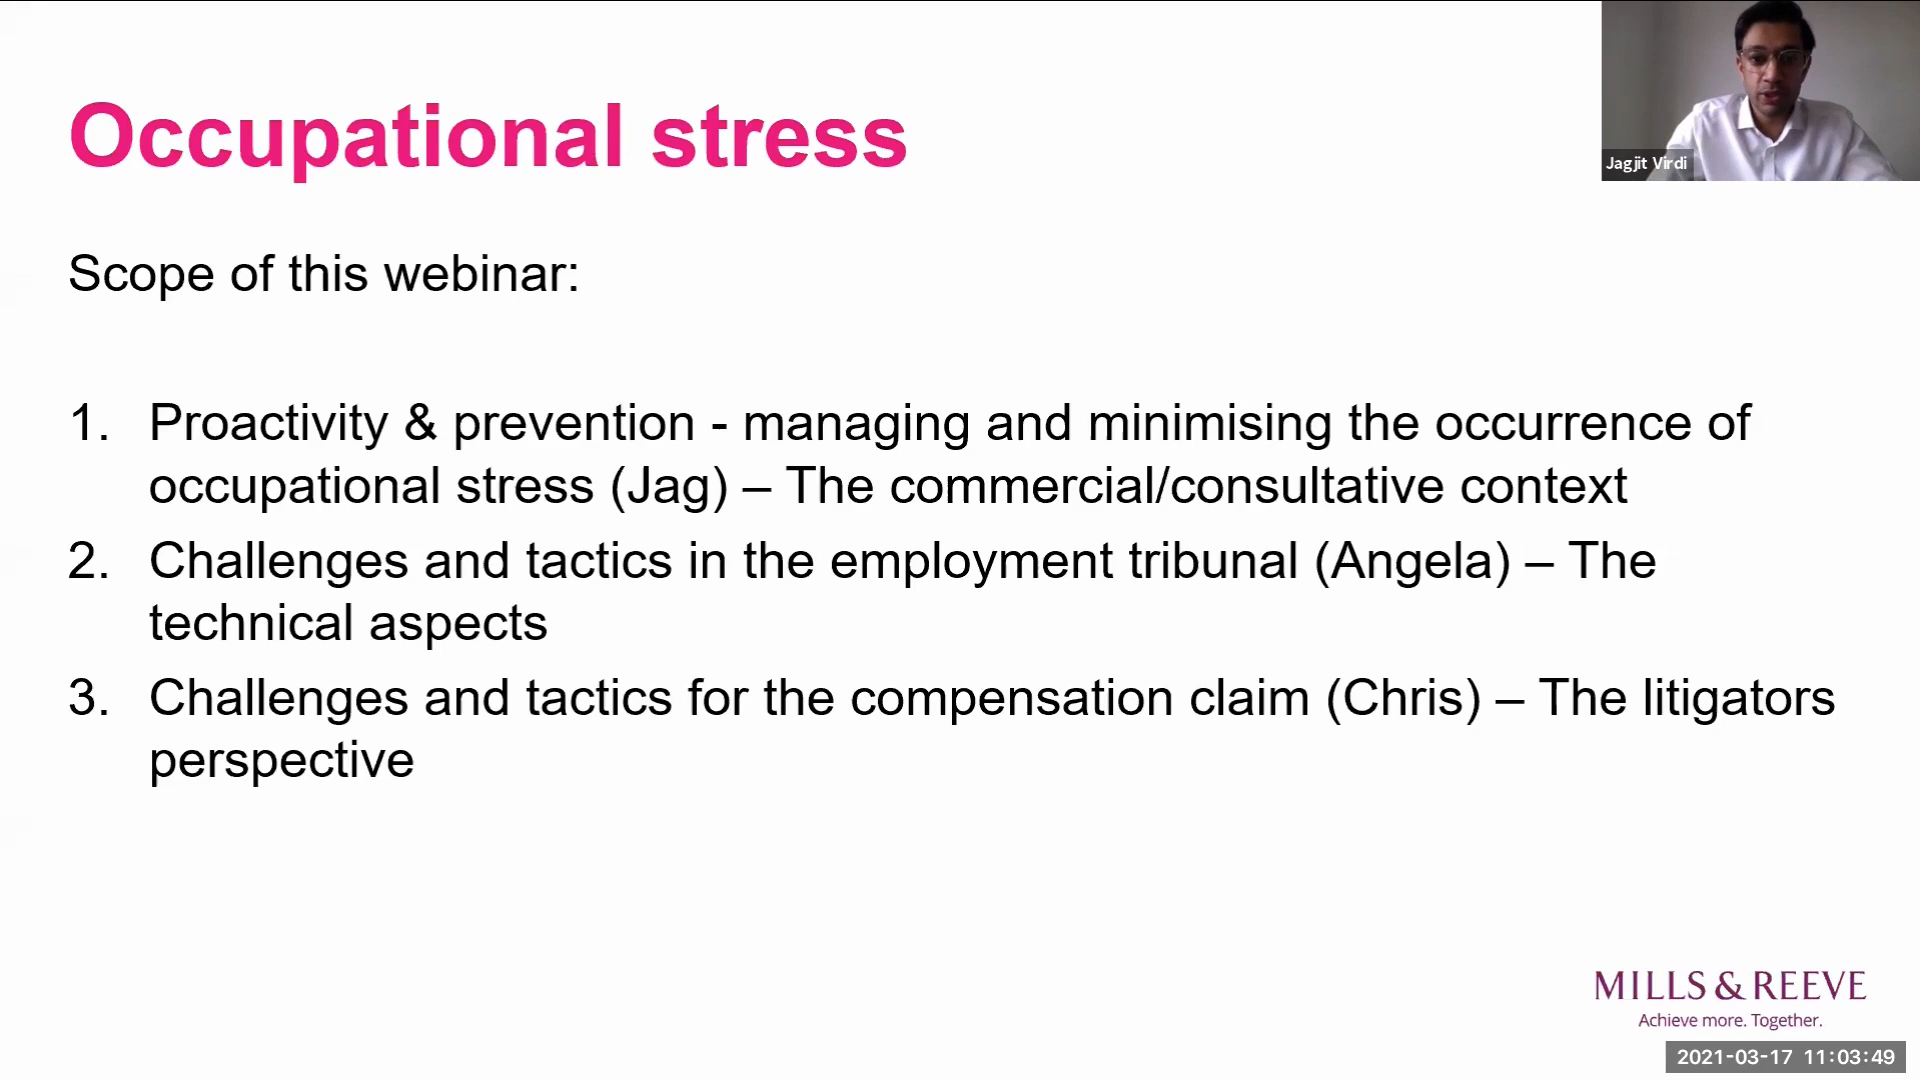 Occupational stress
Jagjit Virdi
Scope of this webinar:
1. Proactivity & prevention - managing and minimising the occurrence of
occupational stress (Jag) – The commercial/consultative context
2. Challenges and tactics in the employment tribunal (Angela) – The
technical aspects
3. Challenges and tactics for the compensation claim (Chris) – The litigators
perspective
MILLS & REEVE
Achieve more. Together.
2021-03-17 11:03:49